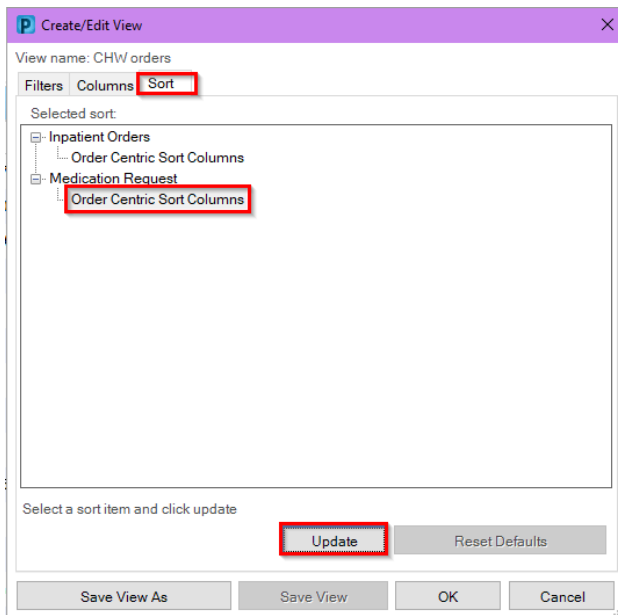 Create/Edit View
View name: CHW orders
Filters Columns Sort
Selected sort:
Inpatient Orders
Order Centric Sort Columns
Medication Request
Order Centric Sort Columns
Select a sort item and click update
Update Reset Defaults
Save View As Save View OK Cancel